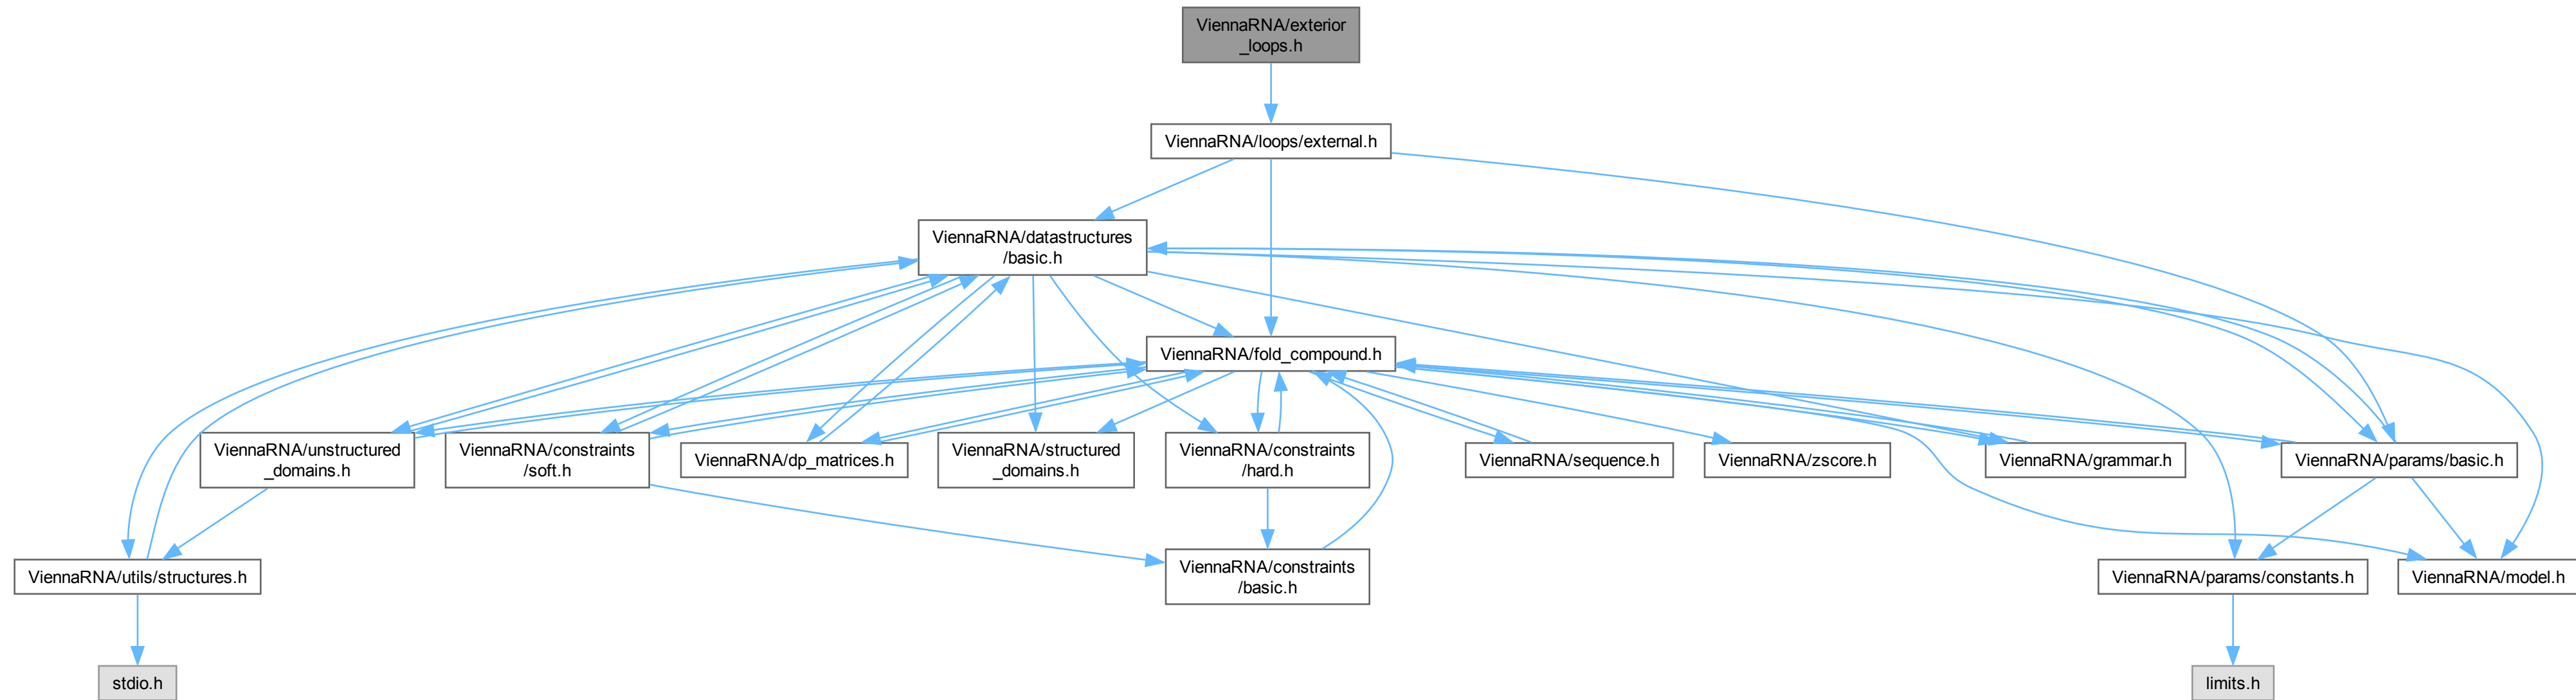 ViennaRNA/exterior
_loops.h
ViennaRNA/loops/external.h
ViennaRNA/datastructures
/basic.h
ViennaRNA/fold_compound.h
ViennaRNA/unstructured
_domains.h
ViennaRNA/constraints
/soft.h
ViennaRNA/dp_matrices.h
ViennaRNA/structured
_domains.h
ViennaRNA/constraints
/hard.h
ViennaRNA/sequence.h
ViennaRNA/zscore.h
ViennaRNA/grammar.h
ViennaRNA/params/basic.h
ViennaRNA/utils/structures.h
ViennaRNA/constraints
/basic.h
ViennaRNA/params/constants.h
ViennaRNA/model.h
stdio.h
limits.h